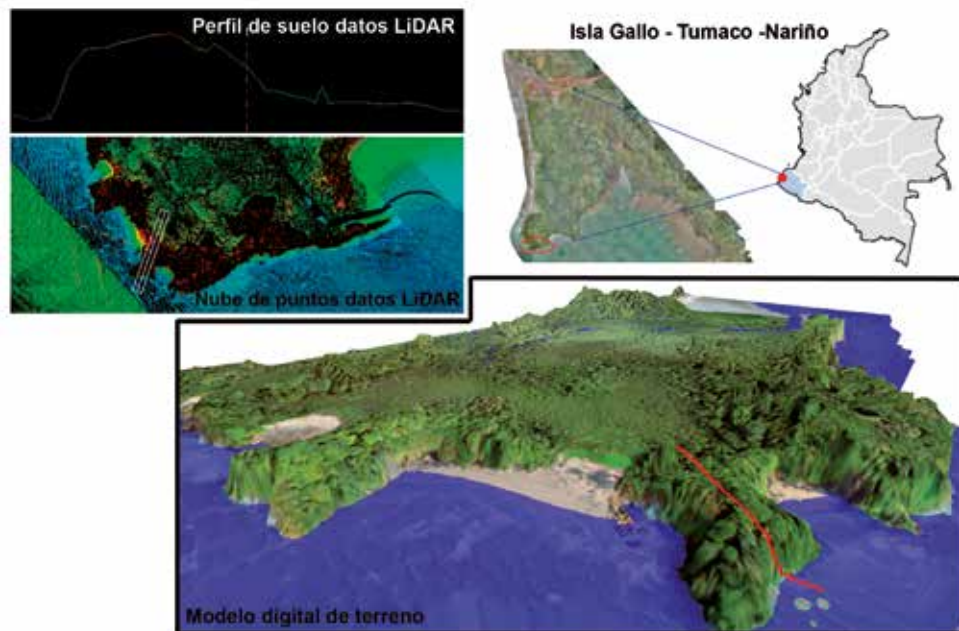 Perfil de suelo datos LiDAR
Isla Gallo - Tumaco -Nariño
Nube de puntos datos LiDAR
Modelo digital de terreno